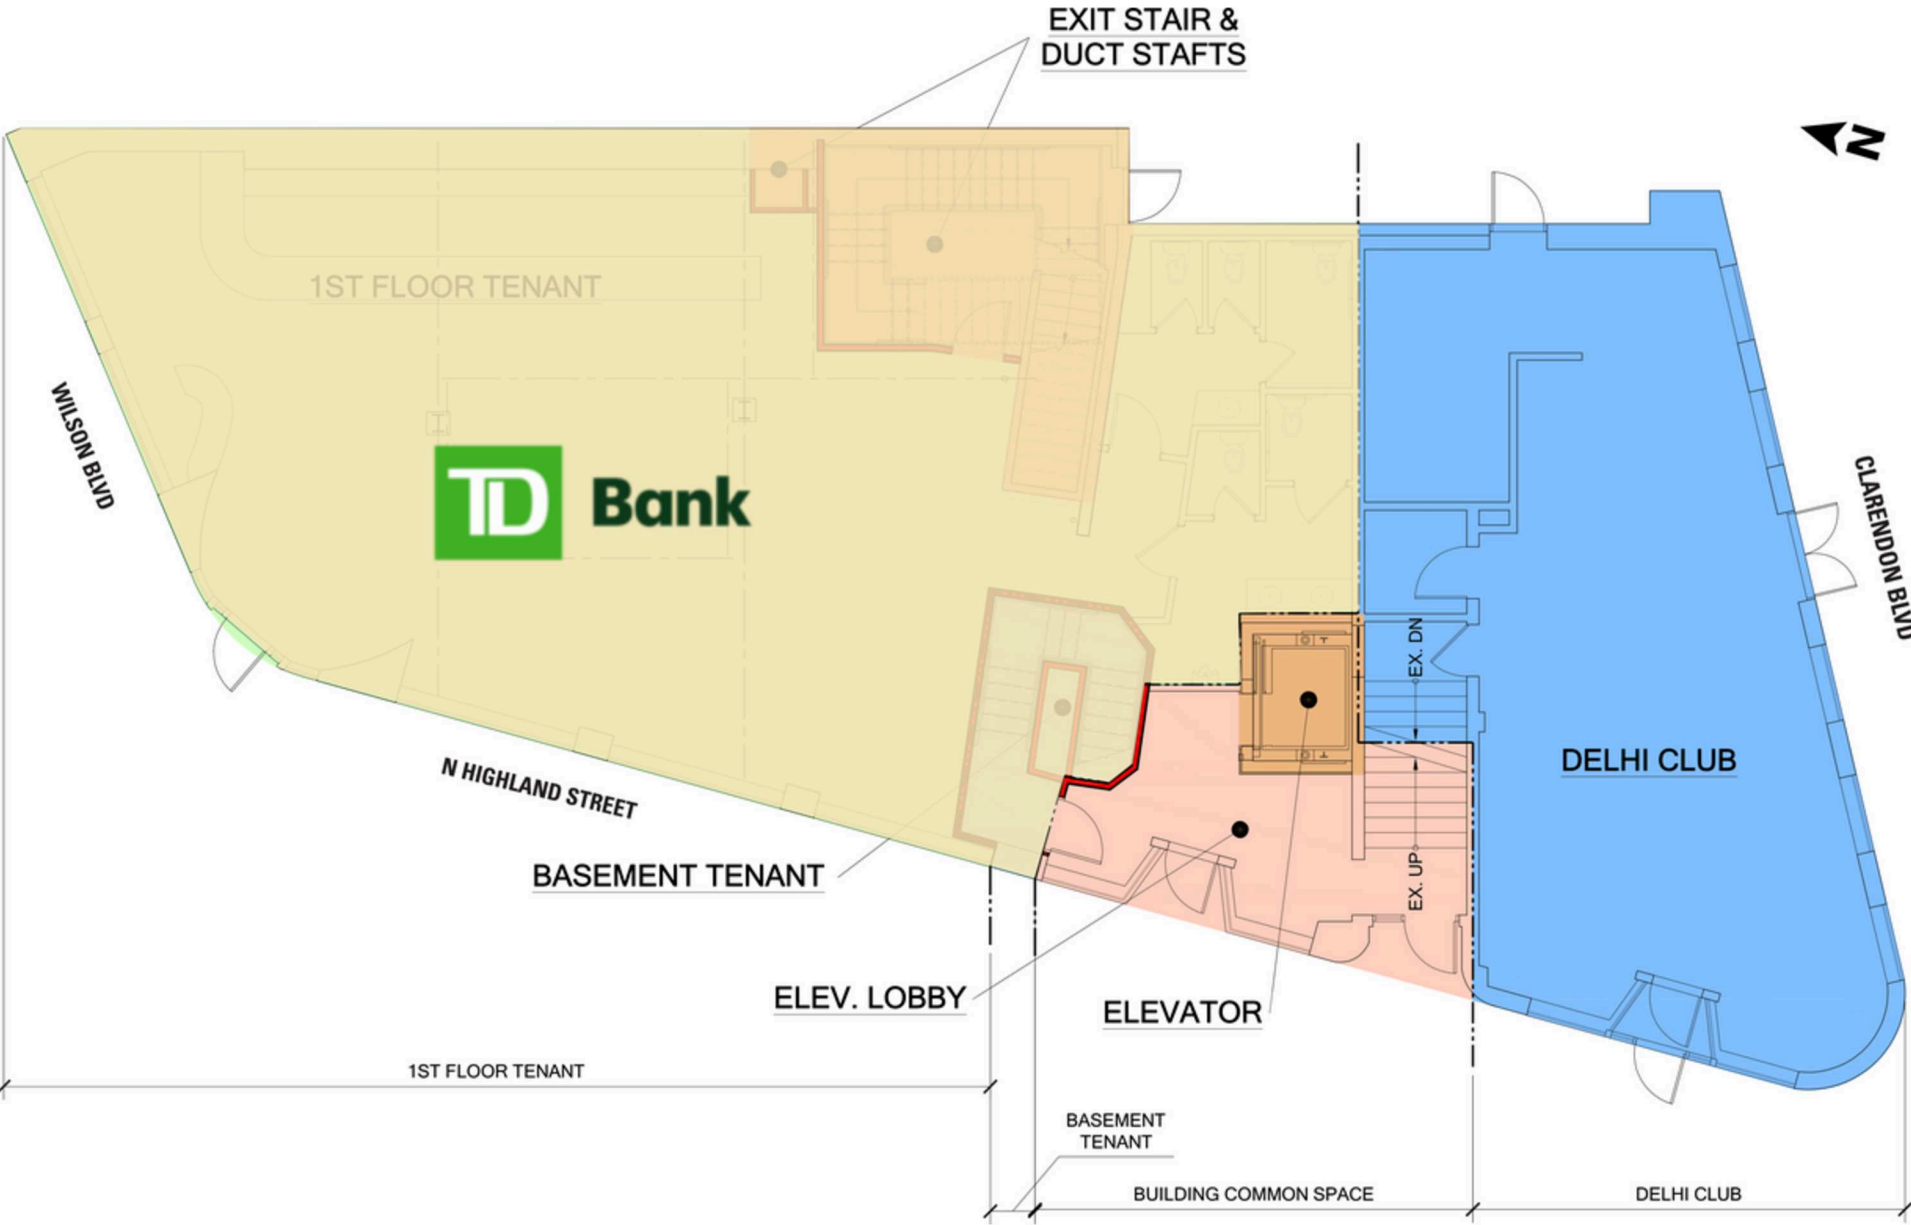 EXIT STAIR &
DUCT STAFTS
N
1ST FLOOR TENANT
WILSON BLVD
TD Bank
CLARENDON BLVD
EX. DN
DELHI CLUB
N HIGHLAND STREET
BASEMENT TENANT
EX. UP
ELEV. LOBBY
ELEVATOR
1ST FLOOR TENANT
BASEMENT
TENANT
BUILDING COMMON SPACE
DELHI CLUB